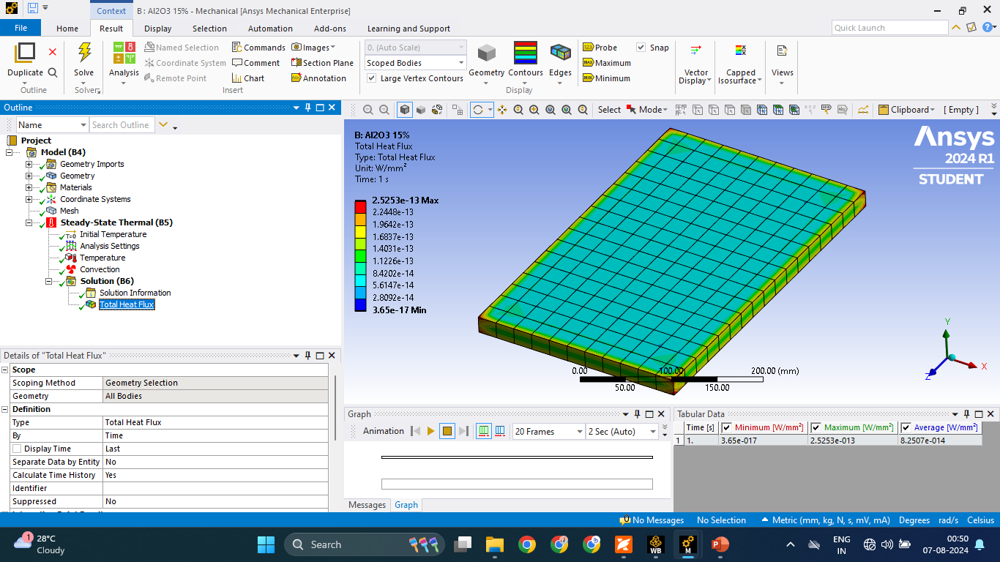 Context B : Al2O3 15% - Mechanical [Ansys Mechanical Enterprise]
File Home Result Display Selection Automation Add-ons Learning and Support Quick Launch
Duplicate
Outline
Solve
Solver
Analysis
Named Selection
Coordinate System
Remote Point
Commands
Comment
Chart
Images
Section Plane
Annotation
Insert
0. (Auto Scale)
Scoped Bodies
Large Vertex Contours
Geometry
Contours
Edges
Probe
Snap
Maximum
Minimum
Display
Vector
Display
Capped
Isosurface
Views
Outline
Name Search Outline
Project
Model (B4)
Geometry Imports
Geometry
Materials
Coordinate Systems
Mesh
Steady-State Thermal (B5)
T=0 Initial Temperature
Analysis Settings
Temperature
Convection
Solution (B6)
Solution Information
Total Heat Flux
Select Mode Clipboard [ Empty ]
B: Al2O3 15%
Total Heat Flux
Type: Total Heat Flux
Unit: W/mm²
Time: 1 s
2.5253e-13 Max
2.2448e-13
1.9642e-13
1.6837e-13
1.4031e-13
1.1226e-13
8.4202e-14
5.6147e-14
2.8092e-14
3.65e-17 Min
Ansys
2024 R1
STUDENT
0.00 100.00 200.00 (mm)
50.00 150.00
Y
X
Z
Details of "Total Heat Flux"
Scope
Scoping Method Geometry Selection
Geometry All Bodies
Definition
Type Total Heat Flux
By Time
Display Time Last
Separate Data by Entity No
Calculate Time History Yes
Identifier
Suppressed No
Graph
Animation 20 Frames 2 Sec (Auto)
Messages Graph
Tabular Data
Time [s] Minimum [W/mm²] Maximum [W/mm²] Average [W/mm²]
1 1. 3.65e-017 2.5253e-013 8.2507e-014
0 No Messages No Selection Metric (mm, kg, N, s, mV, mA) Degrees rad/s Celsius
1
28°C
Cloudy
Search
WB
M
ENG
IN
00:50
07-08-2024